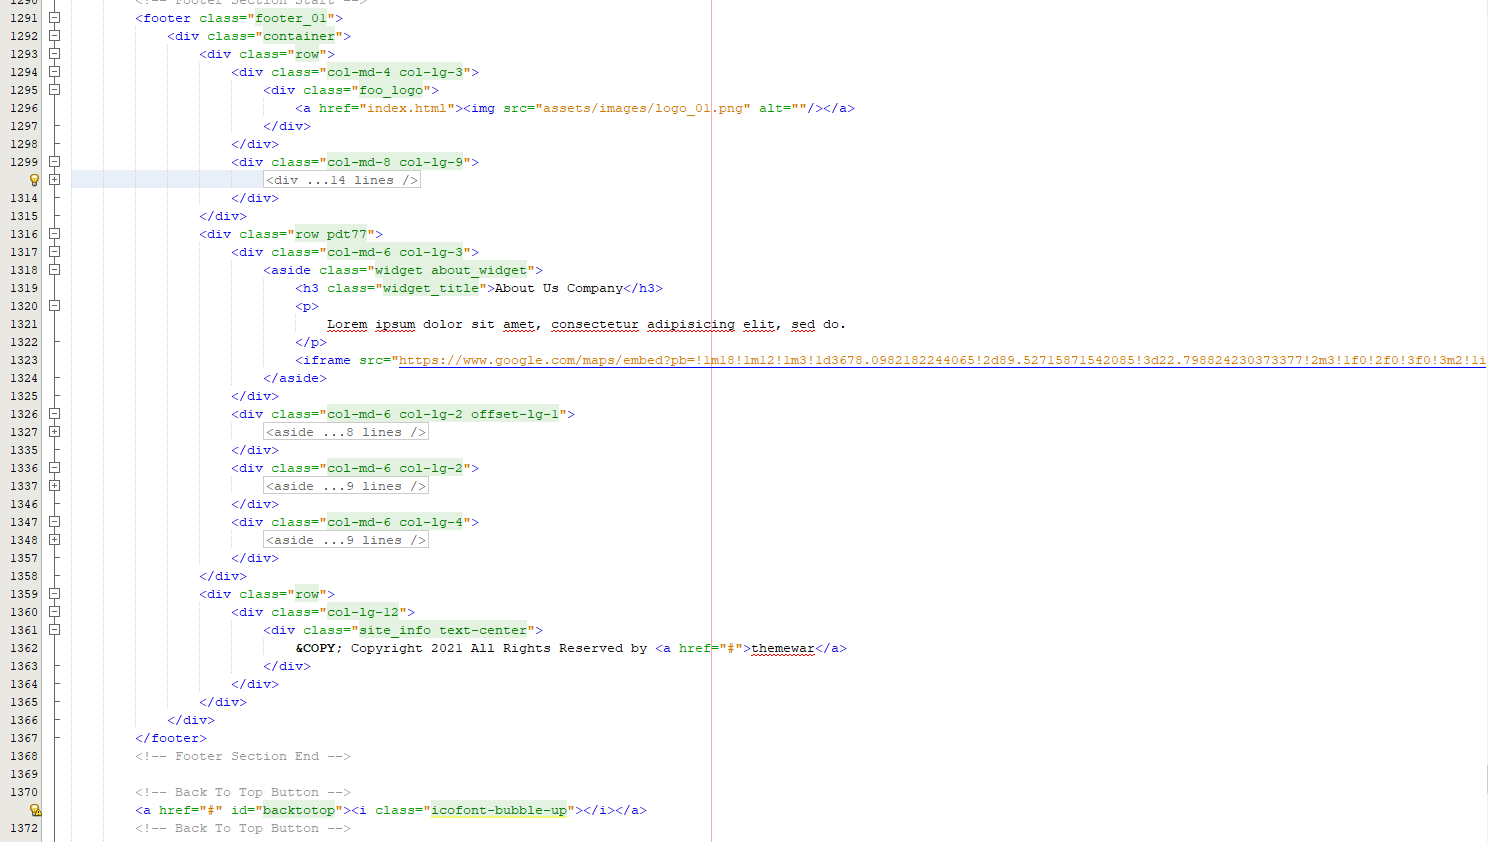 1290 <!-- Footer Section Start -->
1291 <footer class="footer_01">
1292 <div class="container">
1293 <div class="row">
1294 <div class="col-md-4 col-lg-3">
1295 <div class="foo_logo">
1296 <a href="index.html"><img src="assets/images/logo_01.png" alt=""/></a>
1297 </div>
1298 </div>
1299 <div class="col-md-8 col-lg-9">
<div ...14 lines />
1314 </div>
1315 </div>
1316 <div class="row pdt77">
1317 <div class="col-md-6 col-lg-3">
1318 <aside class="widget about_widget">
1319 <h3 class="widget_title">About Us Company</h3>
1320 <p>
1321 Lorem ipsum dolor sit amet, consectetur adipisicing elit, sed do.
1322 </p>
1323 <iframe src="https://www.google.com/maps/embed?pb=!1m18!1m12!1m3!1d3678.0982182244065!2d89.52715871542085!3d22.798824230373377!2m3!1f0!2f0!3f0!3m2!1i
1324 </aside>
1325 </div>
1326 <div class="col-md-6 col-lg-2 offset-lg-1">
1327 <aside ...8 lines />
1335 </div>
1336 <div class="col-md-6 col-lg-2">
1337 <aside ...9 lines />
1346 </div>
1347 <div class="col-md-6 col-lg-4">
1348 <aside ...9 lines />
1357 </div>
1358 </div>
1359 <div class="row">
1360 <div class="col-lg-12">
1361 <div class="site_info text-center">
1362 &COPY; Copyright 2021 All Rights Reserved by <a href="#">themewar</a>
1363 </div>
1364 </div>
1365 </div>
1366 </div>
1367 </footer>
1368 <!-- Footer Section End -->
1369
1370 <!-- Back To Top Button -->
<a href="#" id="backtotop"><i class="icofont-bubble-up"></i></a>
1372 <!-- Back To Top Button -->